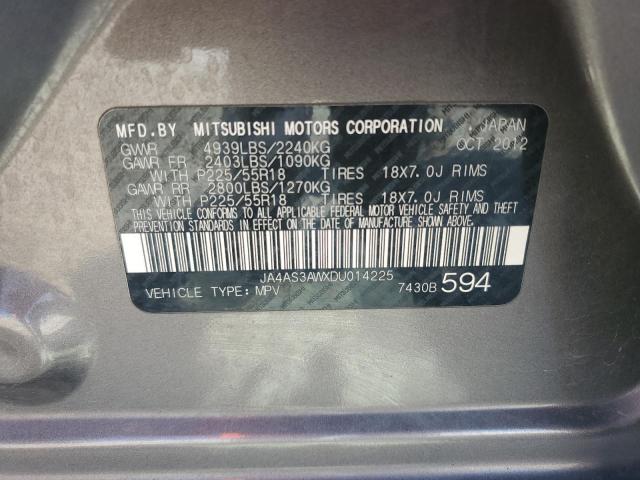 MFD.BY MITSUBISHI MOTORS CORPORATION , JAPAN
GVWR 4939LBS/2240KG OCT 2012
GAWR FR 2403LBS/1090KG
WITH P225/55R18 TIRES 18X7.0J RIMS
GAWR RR 2800LBS/1270KG
WITH P225/55R18 TIRES 18X7.0J RIMS
THIS VEHICLE CONFORMS TO ALL APPLICABLE FEDERAL MOTOR VEHICLE SAFETY AND THEFT
PREVENTION STANDARDS IN EFFECT ON THE DATE OF MANUFACTURE SHOWN ABOVE.
JA4AS3AWXDU014225
VEHICLE TYPE: MPV 7430B 594